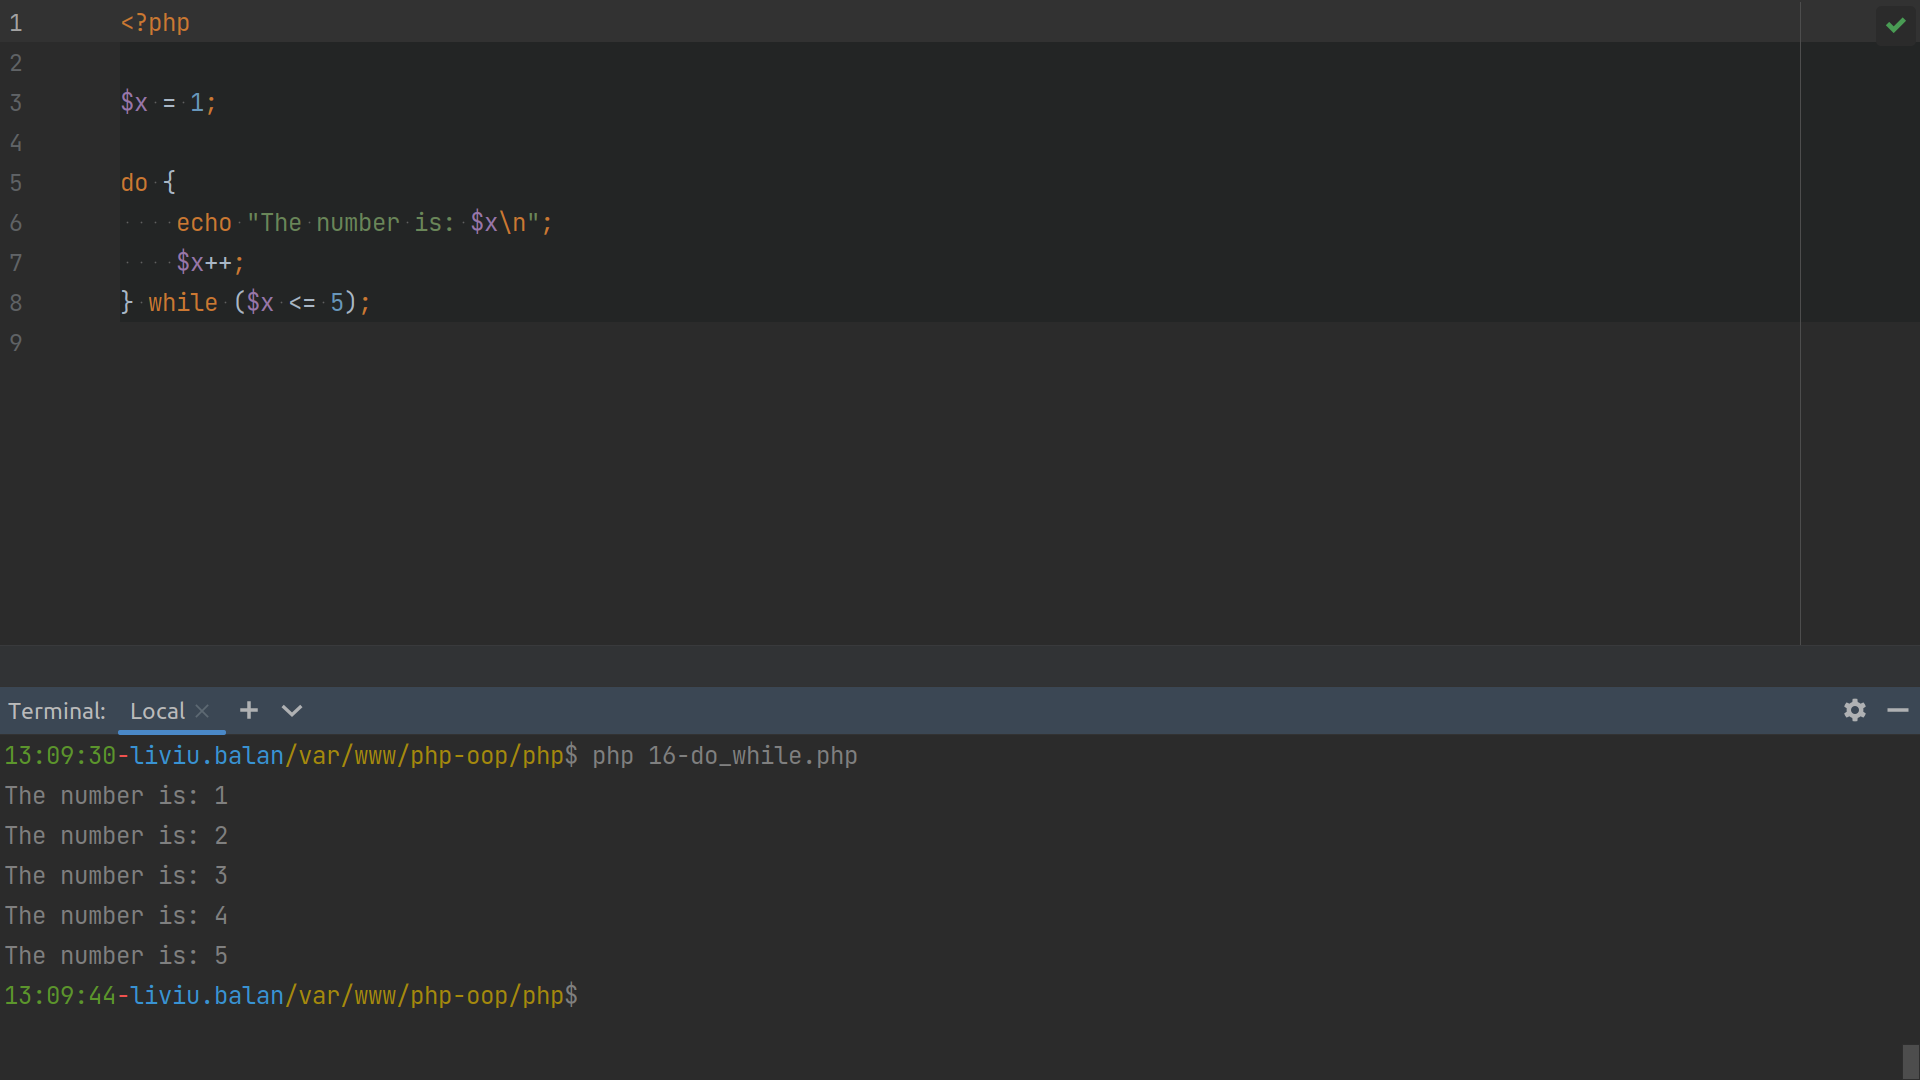 1 <?php
2
3 $x = 1;
4
5 do {
6     echo "The number is: $x\n";
7     $x++;
8 } while ($x <= 5);
9
Terminal: Local
13:09:30-liviu.balan/var/www/php-oop/php$ php 16-do_while.php
The number is: 1
The number is: 2
The number is: 3
The number is: 4
The number is: 5
13:09:44-liviu.balan/var/www/php-oop/php$